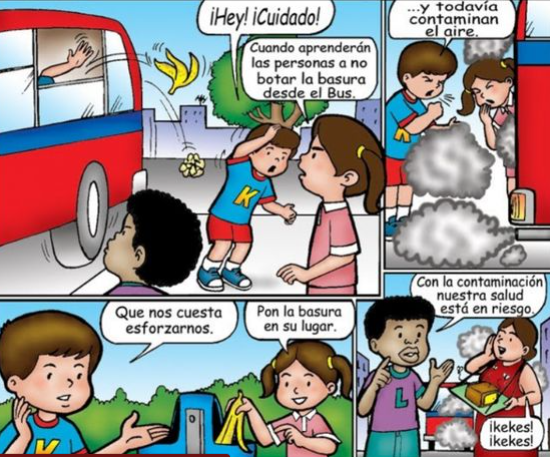 ¡Hey! ¡Cuidado!
Cuando aprenderán
las personas a no
botar la basura
desde el Bus.
K
...y todavía
contaminan
el aire.
Que nos cuesta
esforzarnos.
Pon la basura
en su lugar.
Con la contaminación
nuestra salud
está en riesgo.
L
¡kekes!
¡kekes!